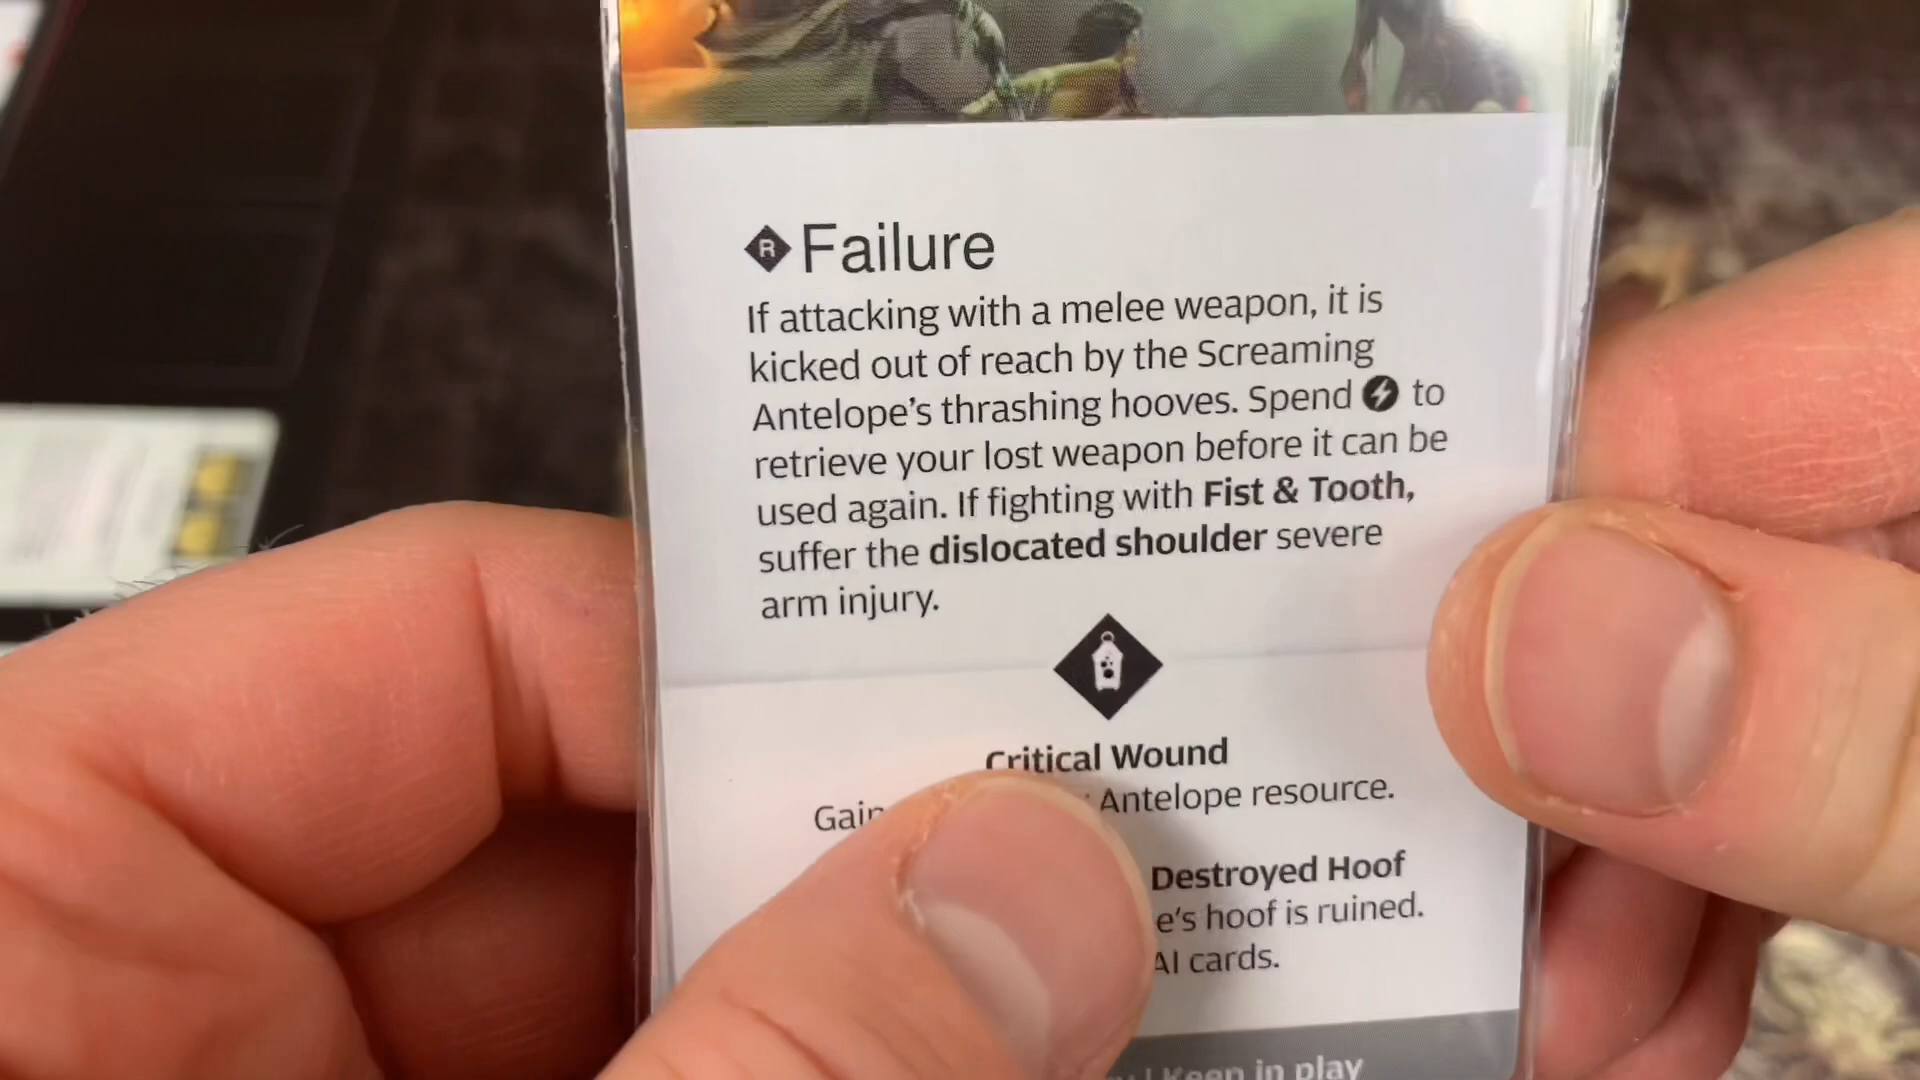 R Failure
If attacking with a melee weapon, it is
kicked out of reach by the Screaming
Antelope's thrashing hooves. Spend to
retrieve your lost weapon before it can be
used again. If fighting with Fist & Tooth,
suffer the dislocated shoulder severe
arm injury.
Critical Wound
Antelope resource.
Destroyed Hoof
hoof is ruined.
AI cards.
Keep in play